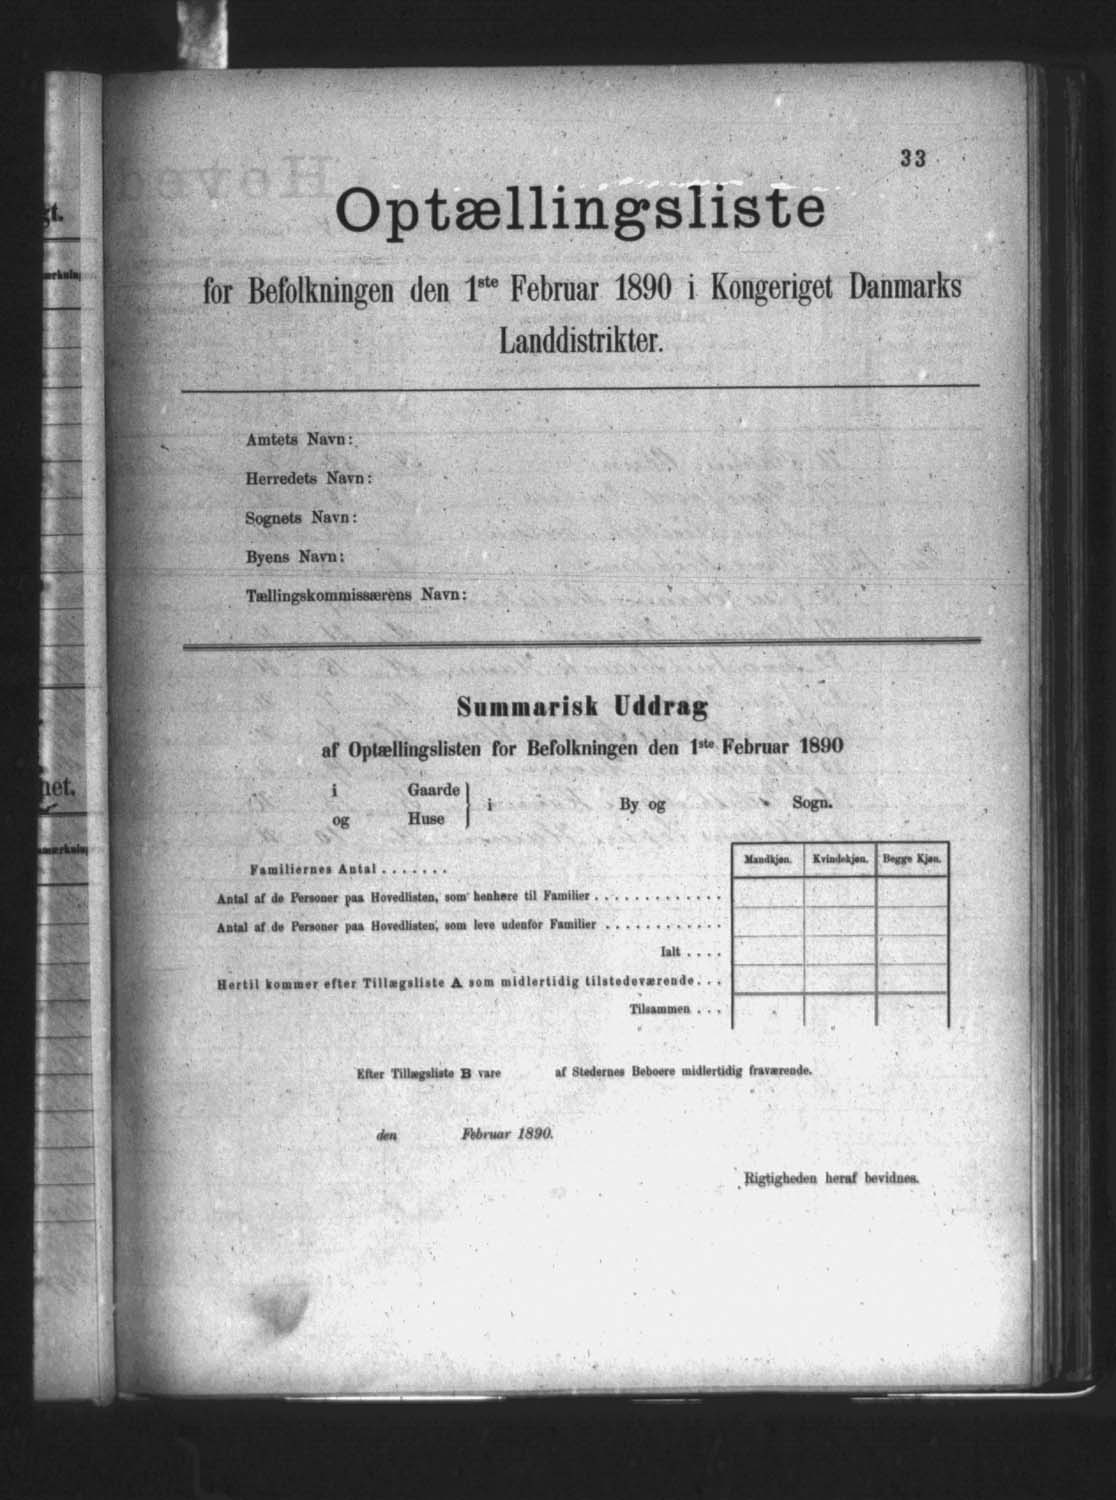 33
Optællingsliste
for Befolkningen den 1ste Februar 1890 i Kongeriget Danmarks
Landdistrikter.
Amtets Navn:
Herredets Navn:
Sognets Navn:
Byens Navn:
Tællingskommissærens Navn:
Summarisk Uddrag
af Optællingslisten for Befolkningen den 1ste Februar 1890
i Gaarde
og Huse } i By og Sogn.
Mandkjøn. Kvindekjøn. Begge Kjøn.
Familiernes Antal . . . . . . .
Antal af de Personer paa Hovedlisten, som henhøre til Familier . . . . . . . . . . . .
Antal af de Personer paa Hovedlisten, som leve udenfor Familier . . . . . . . . . . .
Ialt . . . .
Hertil kommer efter Tillægsliste A som midlertidig tilstedeværende. . .
Tilsammen . . .
Efter Tillægsliste B vare af Stedernes Beboere midlertidig fraværende.
den Februar 1890.
Rigtigheden heraf bevidnes.